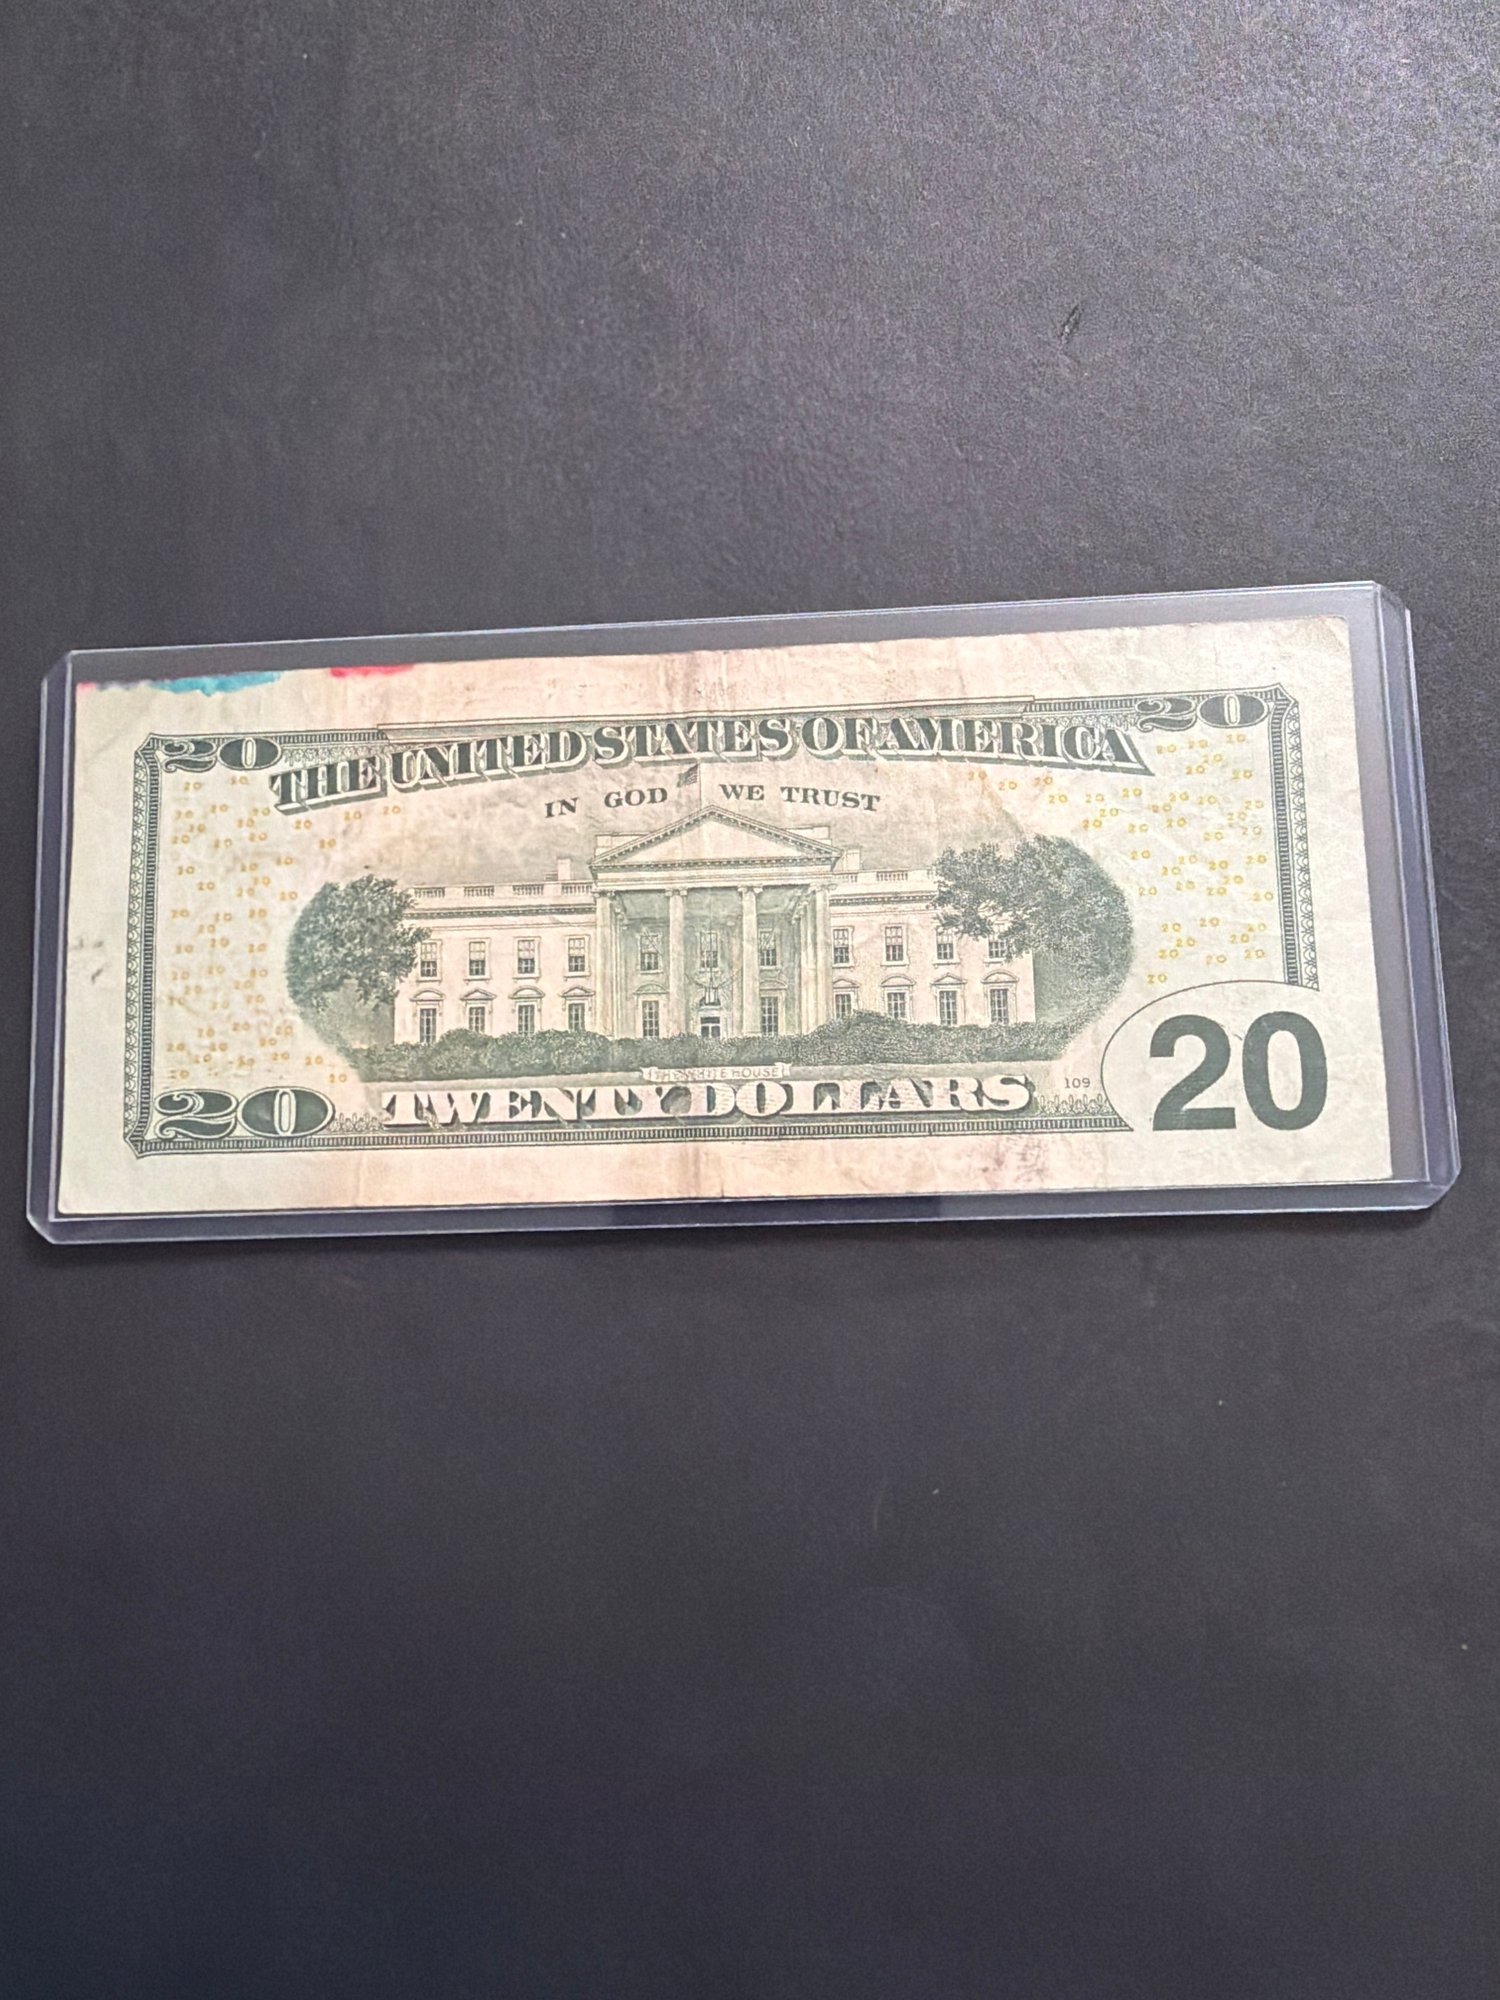 20 20
THE UNITED STATES OF AMERICA
IN GOD WE TRUST
THE WHITE HOUSE
20 TWENTY DOLLARS 109 20